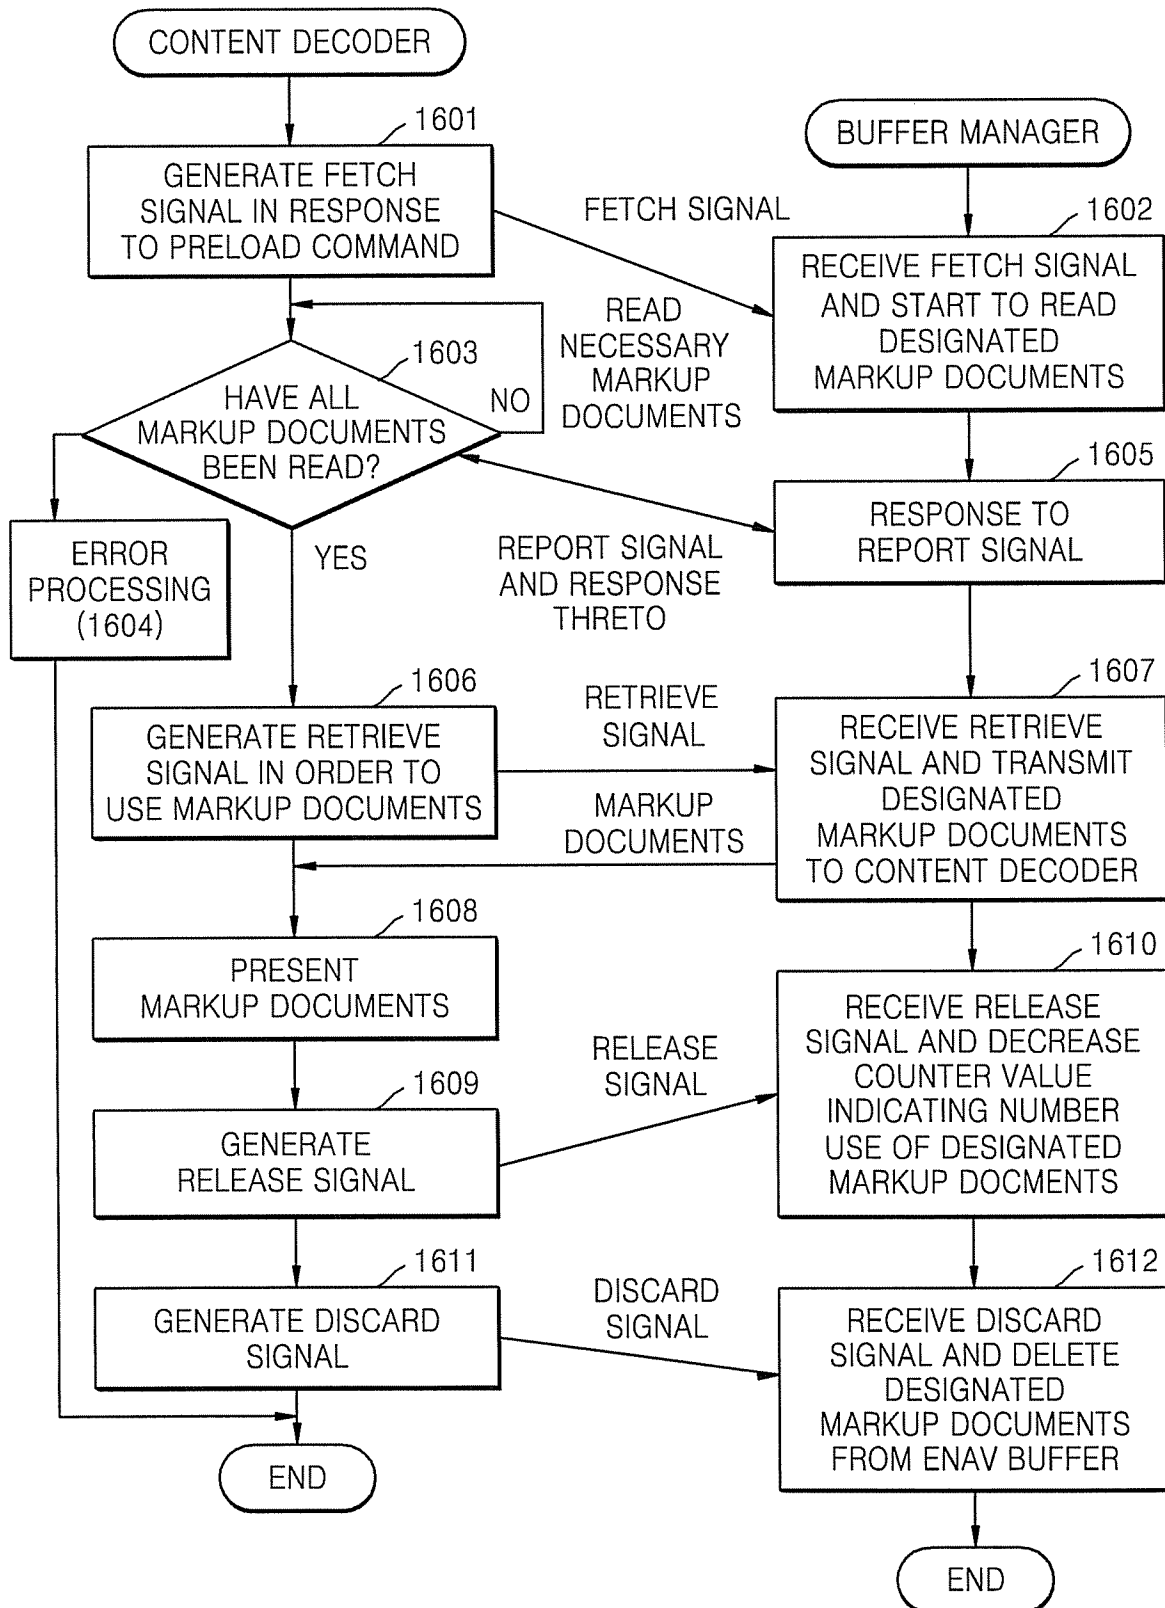 CONTENT DECODER
1601
GENERATE FETCH
SIGNAL IN RESPONSE
TO PRELOAD COMMAND
BUFFER MANAGER
FETCH SIGNAL
1602
RECEIVE FETCH SIGNAL
AND START TO READ
DESIGNATED
MARKUP DOCUMENTS
READ
NECESSARY
MARKUP
DOCUMENTS
1603
HAVE ALL
MARKUP DOCUMENTS
BEEN READ?
NO
YES
ERROR
PROCESSING
(1604)
REPORT SIGNAL
AND RESPONSE
THRETO
1605
RESPONSE TO
REPORT SIGNAL
1606
GENERATE RETRIEVE
SIGNAL IN ORDER TO
USE MARKUP DOCUMENTS
RETRIEVE
SIGNAL
MARKUP
DOCUMENTS
1607
RECEIVE RETRIEVE
SIGNAL AND TRANSMIT
DESIGNATED
MARKUP DOCUMENTS
TO CONTENT DECODER
1608
PRESENT
MARKUP DOCUMENTS
1609
GENERATE
RELEASE SIGNAL
RELEASE
SIGNAL
1610
RECEIVE RELEASE
SIGNAL AND DECREASE
COUNTER VALUE
INDICATING NUMBER
USE OF DESIGNATED
MARKUP DOCMENTS
1611
GENERATE DISCARD
SIGNAL
DISCARD
SIGNAL
1612
RECEIVE DISCARD
SIGNAL AND DELETE
DESIGNATED
MARKUP DOCUMENTS
FROM ENAV BUFFER
END
END